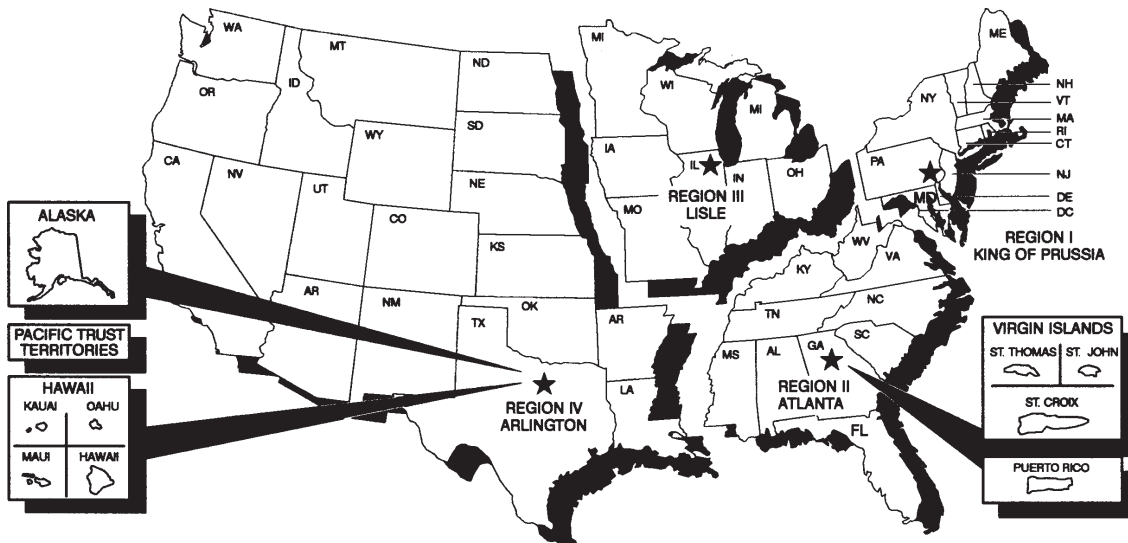 WA
MT
ND
MI
ME
OR
ID
SD
WI
MI
NY
NH
VT
MA
RI
CT
WY
IA
NE
CA
NV
UT
CO
KS
MO
IL
IN
OH
PA
NJ
DE
DC
MD
REGION III
LISLE
REGION I
KING OF PRUSSIA
WV
VA
KY
NC
TN
SC
AR
NM
OK
TX
AR
LA
MS
AL
GA
FL
REGION IV
ARLINGTON
REGION II
ATLANTA
ALASKA
PACIFIC TRUST
TERRITORIES
HAWAII
KAUAI
OAHU
MAUI
HAWAII
VIRGIN ISLANDS
ST. THOMAS
ST. JOHN
ST. CROIX
PUERTO RICO